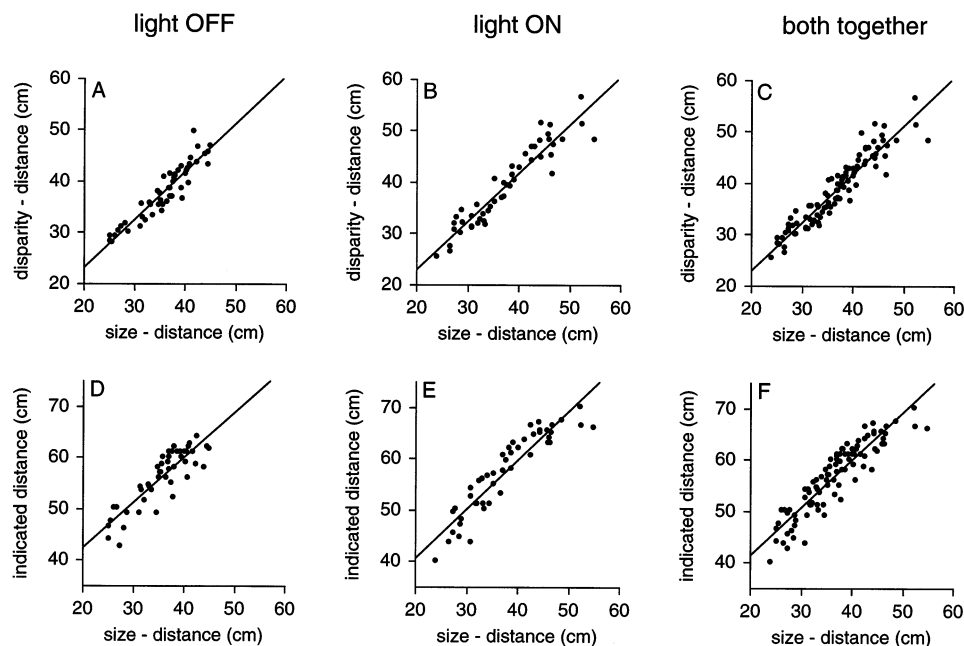 light OFF
light ON
both together
A
B
C
disparity - distance (cm)
disparity - distance (cm)
disparity - distance (cm)
60
50
40
30
20
60
50
40
30
20
60
50
40
30
20
20 30 40 50 60
20 30 40 50 60
20 30 40 50 60
size - distance (cm)
size - distance (cm)
size - distance (cm)
D
E
F
indicated distance (cm)
indicated distance (cm)
indicated distance (cm)
70
60
50
40
70
60
50
40
70
60
50
40
20 30 40 50 60
20 30 40 50 60
20 30 40 50 60
size - distance (cm)
size - distance (cm)
size - distance (cm)